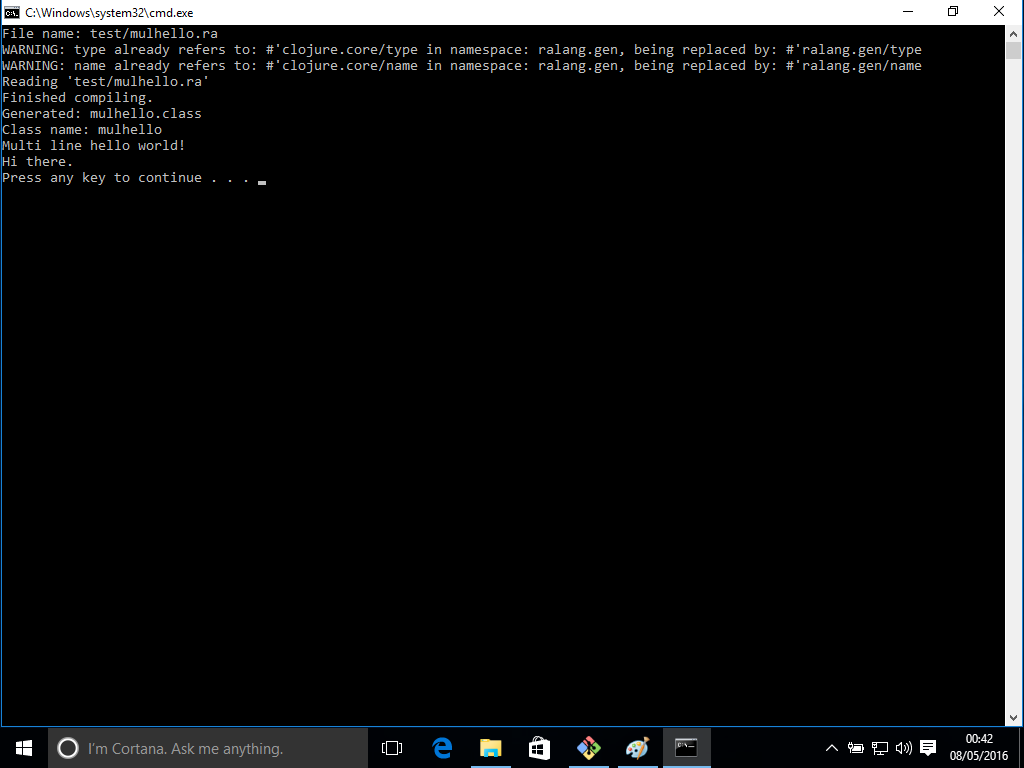 C:\Windows\system32\cmd.exe
File name: test/mulhello.ra
WARNING: type already refers to: #'clojure.core/type in namespace: ralang.gen, being replaced by: #'ralang.gen/type
WARNING: name already refers to: #'clojure.core/name in namespace: ralang.gen, being replaced by: #'ralang.gen/name
Reading 'test/mulhello.ra'
Finished compiling.
Generated: mulhello.class
Class name: mulhello
Multi line hello world!
Hi there.
Press any key to continue . . .
I'm Cortana. Ask me anything.
00:42
08/05/2016